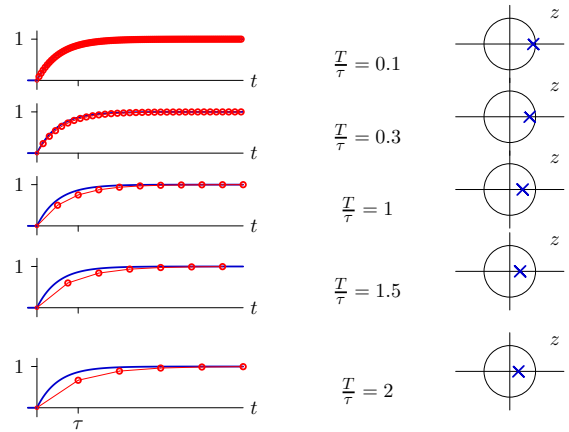 1
t
T/τ = 0.1
z
1
t
T/τ = 0.3
z
1
t
T/τ = 1
z
1
t
T/τ = 1.5
z
1
t
τ
T/τ = 2
z